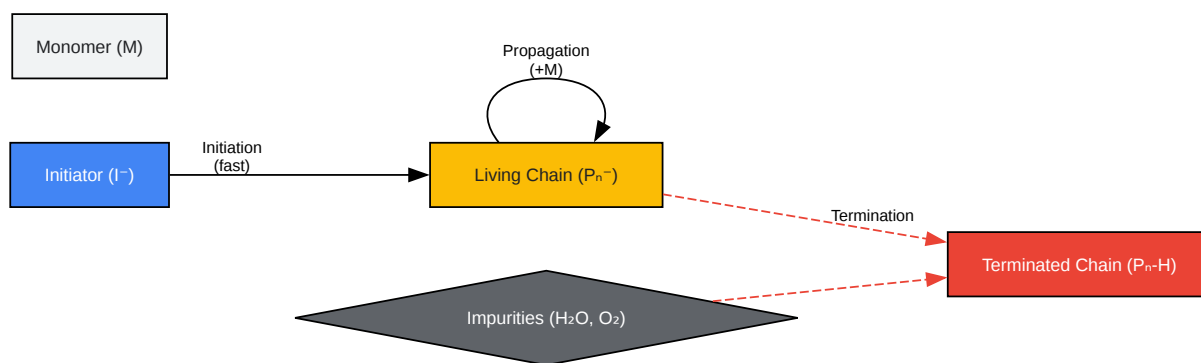 Monomer (M)
Propagation
(+M)
Initiation
(fast)
Initiator (I⁻)
Living Chain (Pₙ⁻)
Termination
Terminated Chain (Pₙ-H)
Impurities (H₂O, O₂)